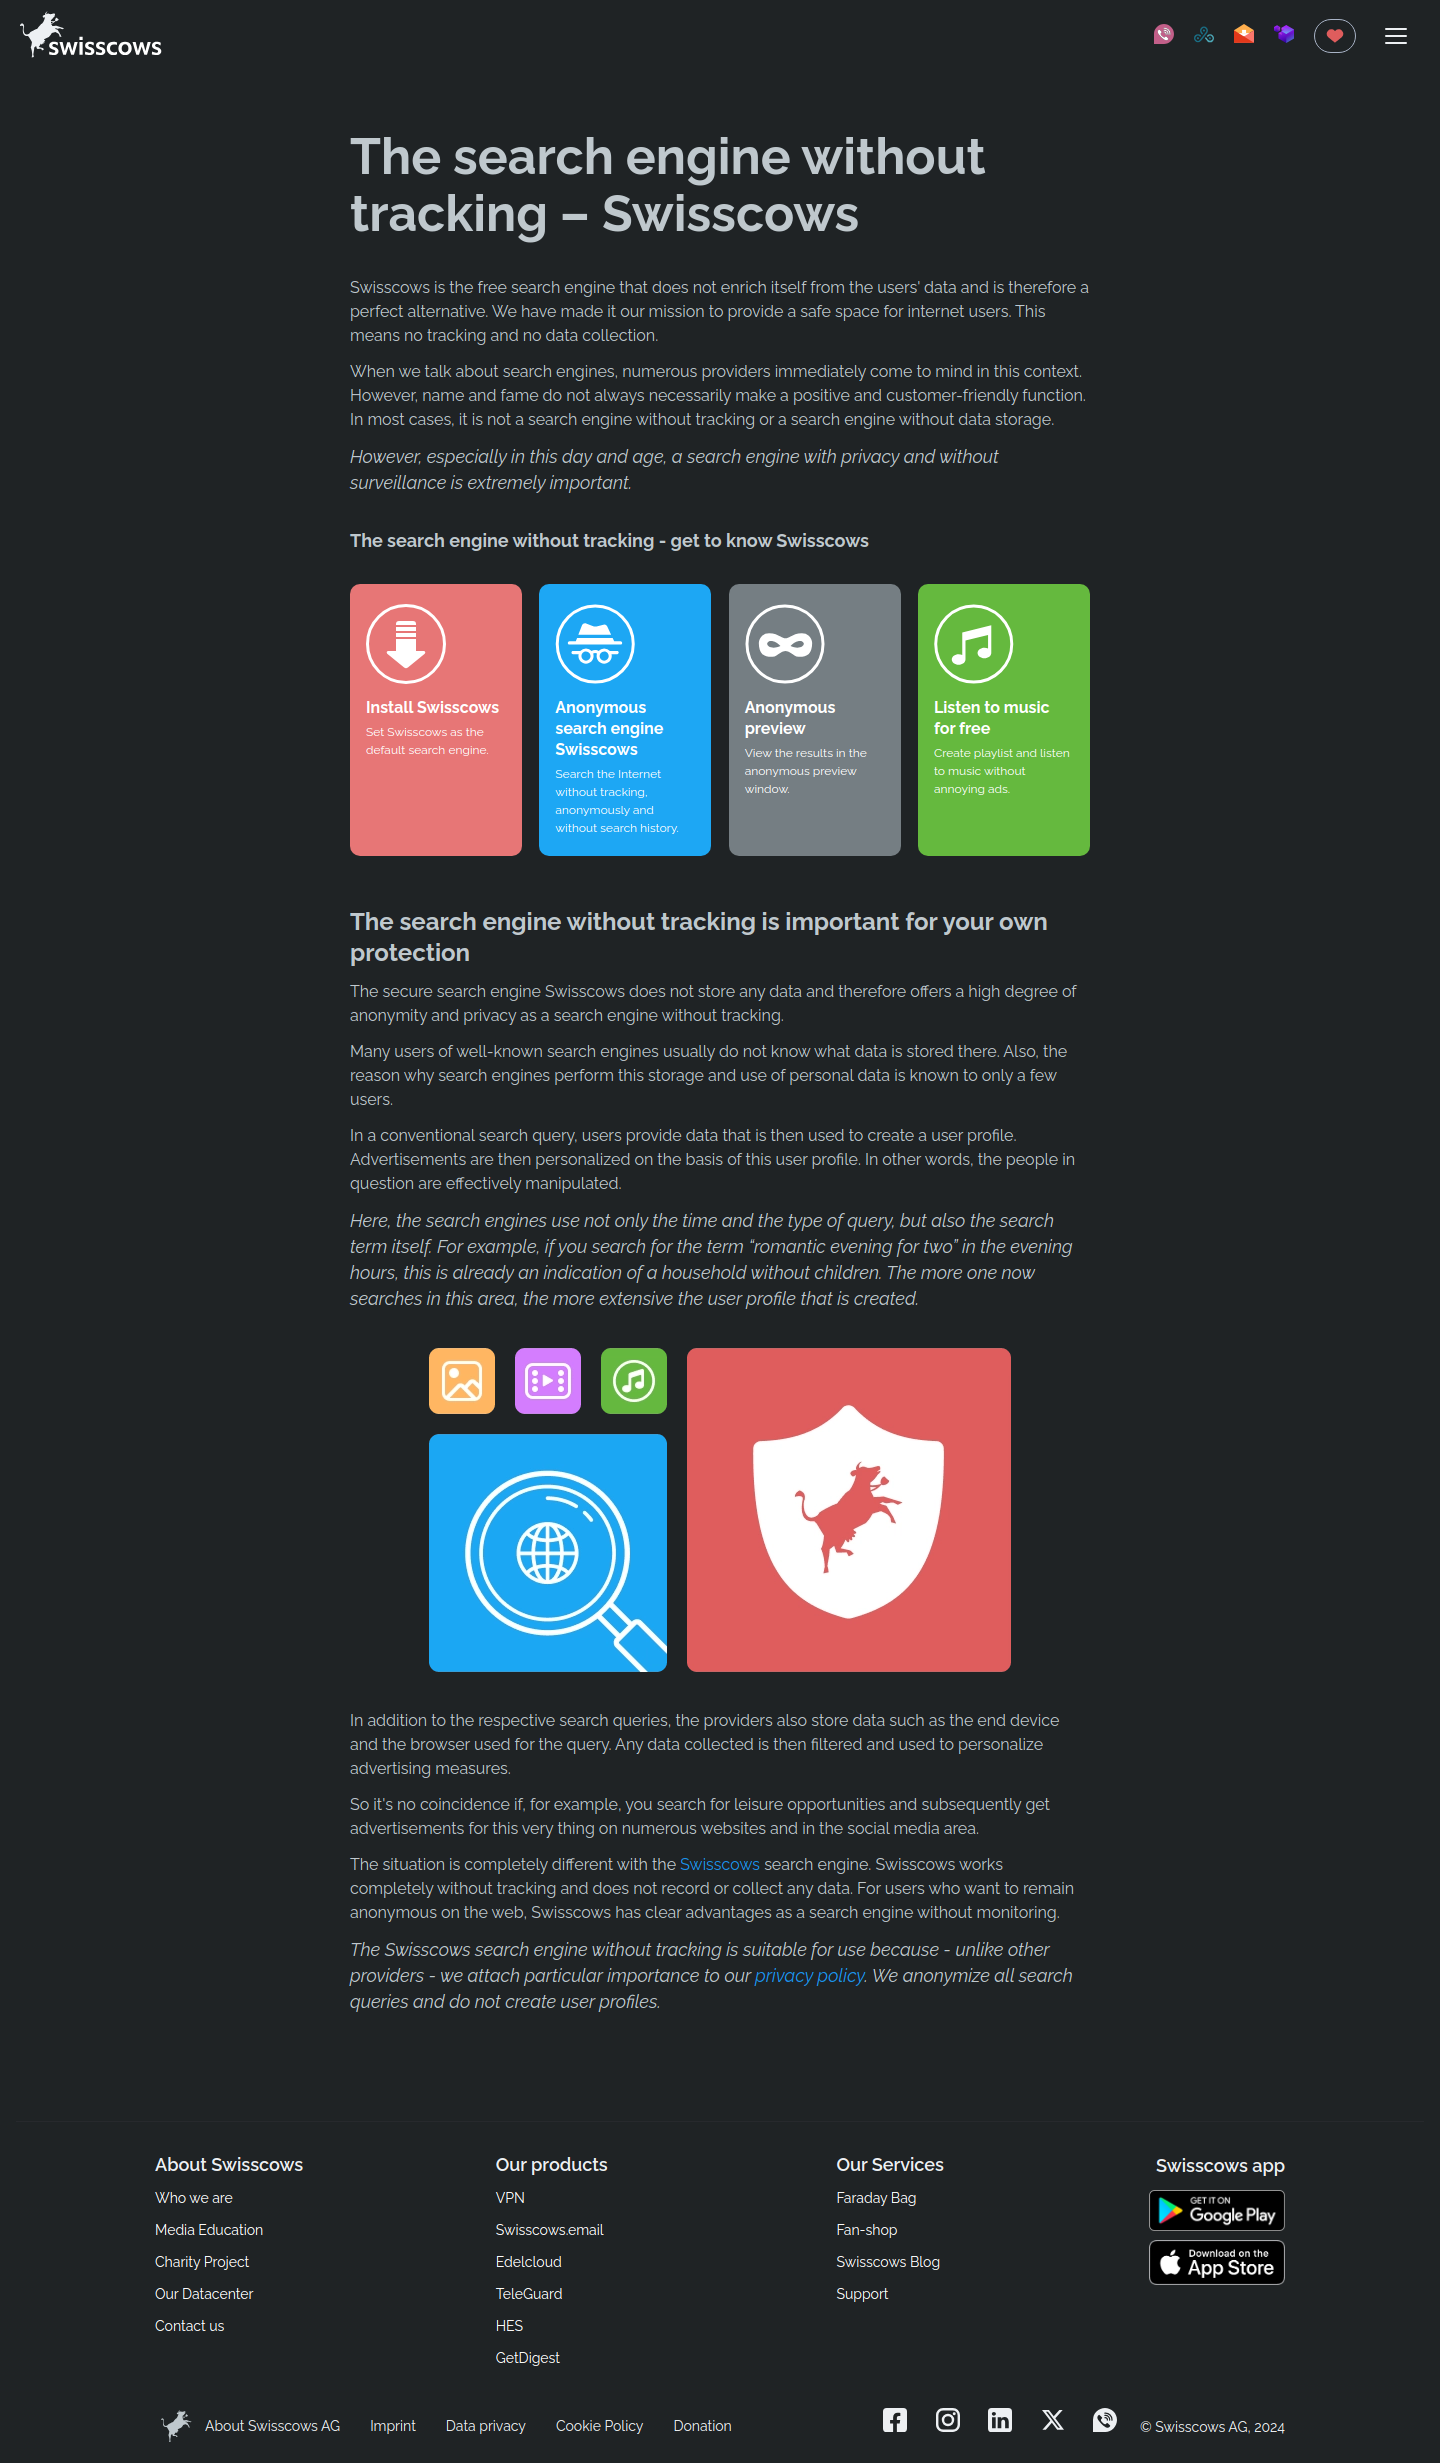 swisscows
The search engine without
tracking – Swisscows
Swisscows is the free search engine that does not enrich itself from the users' data and is therefore a
perfect alternative. We have made it our mission to provide a safe space for internet users. This
means no tracking and no data collection.
When we talk about search engines, numerous providers immediately come to mind in this context.
However, name and fame do not always necessarily make a positive and customer-friendly function.
In most cases, it is not a search engine without tracking or a search engine without data storage.
However, especially in this day and age, a search engine with privacy and without
surveillance is extremely important.
The search engine without tracking - get to know Swisscows
Install Swisscows
Set Swisscows as the
default search engine.
Anonymous
search engine
Swisscows
Search the Internet
without tracking,
anonymously and
without search history.
Anonymous
preview
View the results in the
anonymous preview
window.
Listen to music
for free
Create playlist and listen
to music without
annoying ads.
The search engine without tracking is important for your own
protection
The secure search engine Swisscows does not store any data and therefore offers a high degree of
anonymity and privacy as a search engine without tracking.
Many users of well-known search engines usually do not know what data is stored there. Also, the
reason why search engines perform this storage and use of personal data is known to only a few
users.
In a conventional search query, users provide data that is then used to create a user profile.
Advertisements are then personalized on the basis of this user profile. In other words, the people in
question are effectively manipulated.
Here, the search engines use not only the time and the type of query, but also the search
term itself. For example, if you search for the term “romantic evening for two” in the evening
hours, this is already an indication of a household without children. The more one now
searches in this area, the more extensive the user profile that is created.
In addition to the respective search queries, the providers also store data such as the end device
and the browser used for the query. Any data collected is then filtered and used to personalize
advertising measures.
So it's no coincidence if, for example, you search for leisure opportunities and subsequently get
advertisements for this very thing on numerous websites and in the social media area.
The situation is completely different with the Swisscows search engine. Swisscows works
completely without tracking and does not record or collect any data. For users who want to remain
anonymous on the web, Swisscows has clear advantages as a search engine without monitoring.
The Swisscows search engine without tracking is suitable for use because - unlike other
providers - we attach particular importance to our privacy policy. We anonymize all search
queries and do not create user profiles.
About Swisscows
Who we are
Media Education
Charity Project
Our Datacenter
Contact us
Our products
VPN
Swisscows.email
Edelcloud
TeleGuard
HES
GetDigest
Our Services
Faraday Bag
Fan-shop
Swisscows Blog
Support
Swisscows app
GET IT ON
Google Play
Download on the
App Store
About Swisscows AG
Imprint
Data privacy
Cookie Policy
Donation
© Swisscows AG, 2024